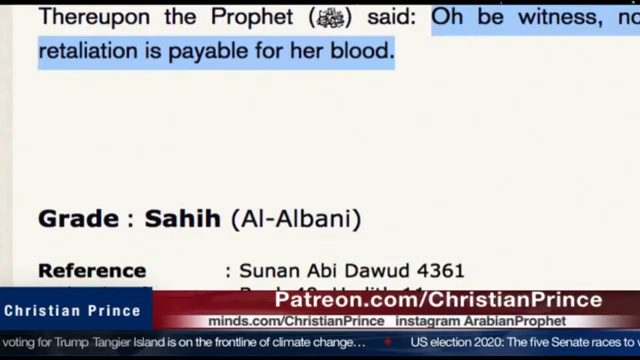 Thereupon the Prophet (ﷺ) said: Oh be witness, no
retaliation is payable for her blood.
Grade : Sahih (Al-Albani)
Reference : Sunan Abi Dawud 4361
Christian Prince
Patreon.com/ChristianPrince
minds.com/ChristianPrince instagram ArabianProphet
voting for Trump Tangier Island is on the frontline of climate change... US election 2020: The five Senate races to